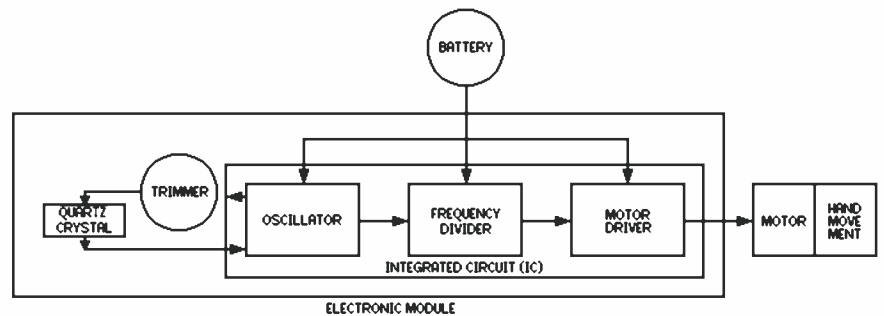 BATTERY
TRIMMER
QUARTZ
CRYSTAL
OSCILLATOR
FREQUENCY
DIVIDER
MOTOR
DRIVER
MOTOR
HAND
MOVE
MENT
INTEGRATED CIRCUIT (IC)
ELECTRONIC MODULE